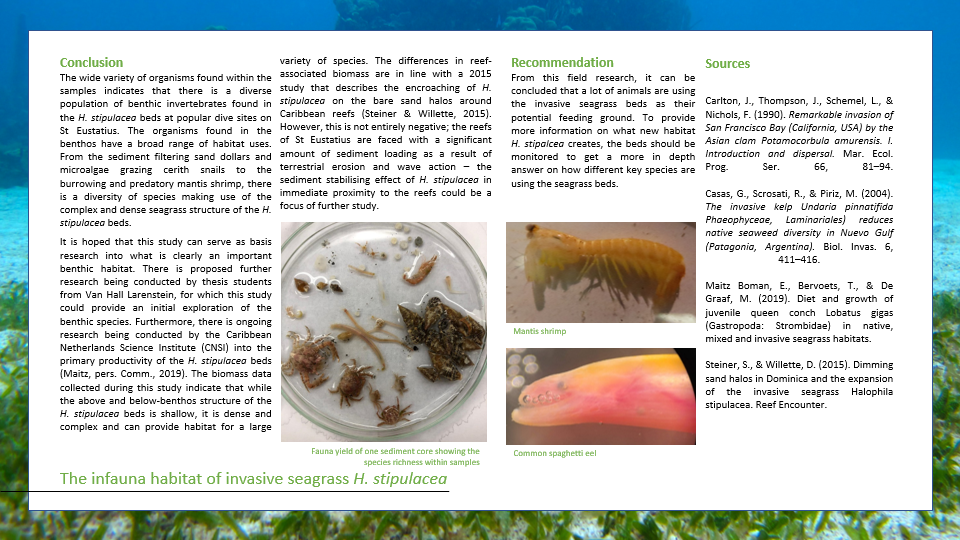 Conclusion
The wide variety of organisms found within the
samples indicates that there is a diverse
population of benthic invertebrates found in
the H. stipulacea beds at popular dive sites on
St Eustatius. The organisms found in the
benthos have a broad range of habitat uses.
From the sediment filtering sand dollars and
microalgae grazing cerith snails to the
burrowing and predatory mantis shrimp, there
is a diversity of species making use of the
complex and dense seagrass structure of the H.
stipulacea beds.
It is hoped that this study can serve as basis
research into what is clearly an important
benthic habitat. There is proposed further
research being conducted by thesis students
from Van Hall Larenstein, for which this study
could provide an initial exploration of the
benthic species. Furthermore, there is ongoing
research being conducted by the Caribbean
Netherlands Science Institute (CNSI) into the
primary productivity of the H. stipulacea beds
(Maitz, pers. Comm., 2019). The biomass data
collected during this study indicate that while
the above and below-benthos structure of the
H. stipulacea beds is shallow, it is dense and
complex and can provide habitat for a large
variety of species. The differences in reef-
associated biomass are in line with a 2015
study that describes the encroaching of H.
stipulacea on the bare sand halos around
Caribbean reefs (Steiner & Willette, 2015).
However, this is not entirely negative; the reefs
of St Eustatius are faced with a significant
amount of sediment loading as a result of
terrestrial erosion and wave action – the
sediment stabilising effect of H. stipulacea in
immediate proximity to the reefs could be a
focus of further study.
Fauna yield of one sediment core showing the
species richness within samples
Recommendation
From this field research, it can be
concluded that a lot of animals are using
the invasive seagrass beds as their
potential feeding ground. To provide
more information on what new habitat
H. stipalcea creates, the beds should be
monitored to get a more in depth
answer on how different key species are
using the seagrass beds.
Mantis shrimp
Common spaghetti eel
Sources
Carlton, J., Thompson, J., Schemel, L., &
Nichols, F. (1990). Remarkable invasion of
San Francisco Bay (California, USA) by the
Asian clam Potamocorbula amurensis. I.
Introduction and dispersal. Mar. Ecol.
Prog. Ser. 66, 81–94.
Casas, G., Scrosati, R., & Piriz, M. (2004).
The invasive kelp Undaria pinnatifida
Phaeophyceae, Laminariales) reduces
native seaweed diversity in Nuevo Gulf
(Patagonia, Argentina). Biol. Invas. 6,
411–416.
Maitz Boman, E., Bervoets, T., & De
Graaf, M. (2019). Diet and growth of
juvenile queen conch Lobatus gigas
(Gastropoda: Strombidae) in native,
mixed and invasive seagrass habitats.
Steiner, S., & Willette, D. (2015). Dimming
sand halos in Dominica and the expansion
of the invasive seagrass Halophila
stipulacea. Reef Encounter.
The infauna habitat of invasive seagrass H. stipulacea